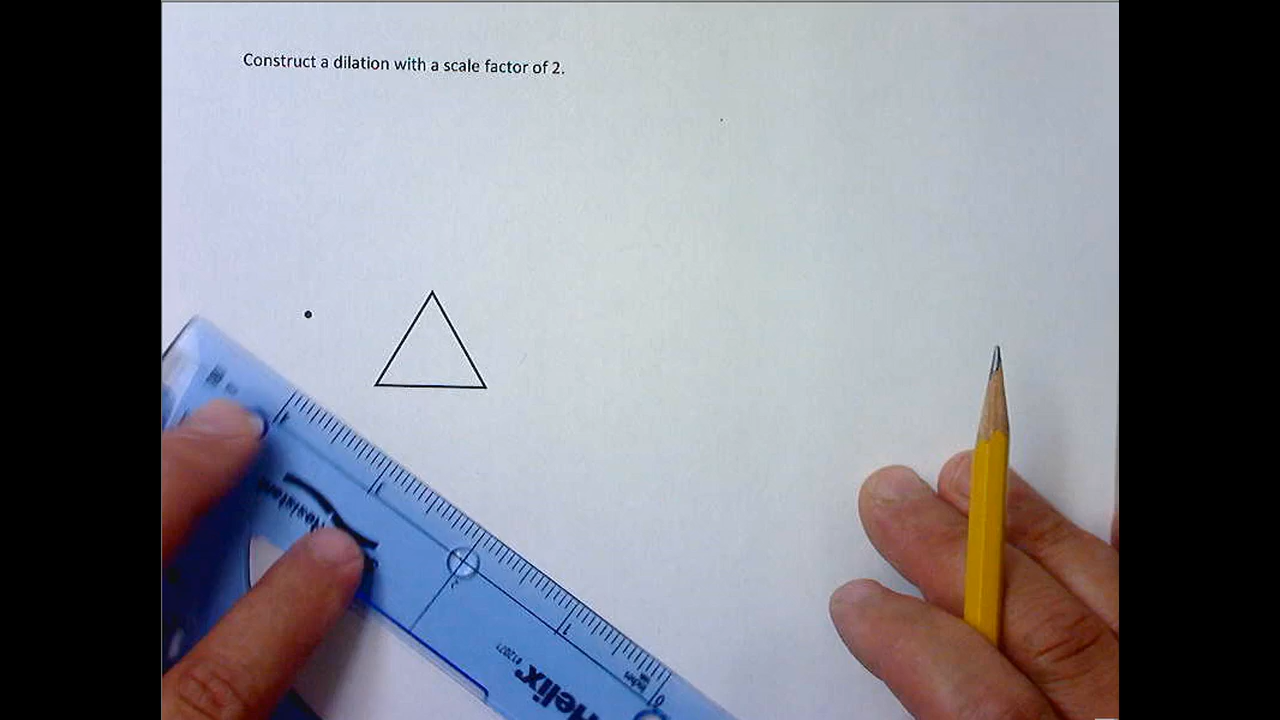 Construct a dilation with a scale factor of 2.
Helix